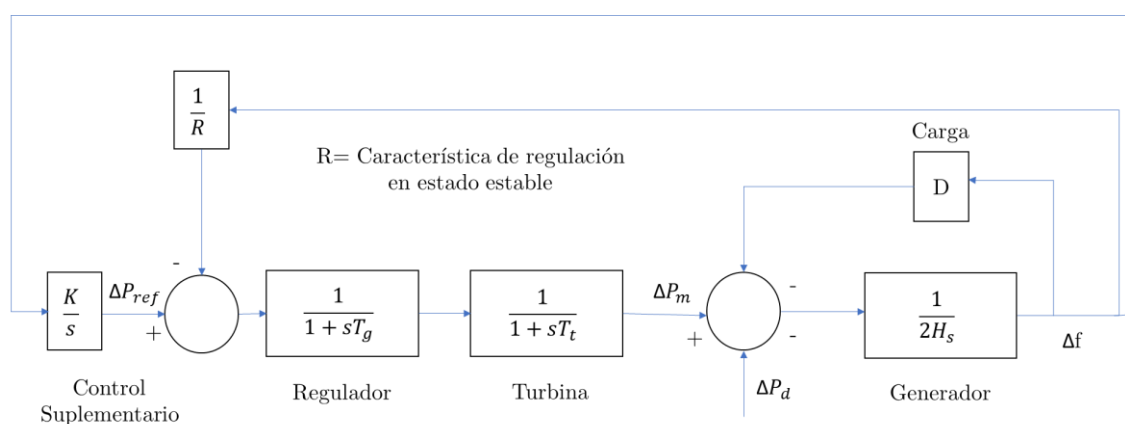 1
R
R= Característica de regulación
en estado estable
Carga
D
-
K
s
ΔP_ref
+
1
1 + sT_g
1
1 + sT_t
ΔP_m
+
-
-
1
2H_s
Δf
ΔP_d
Control
Suplementario
Regulador
Turbina
Generador